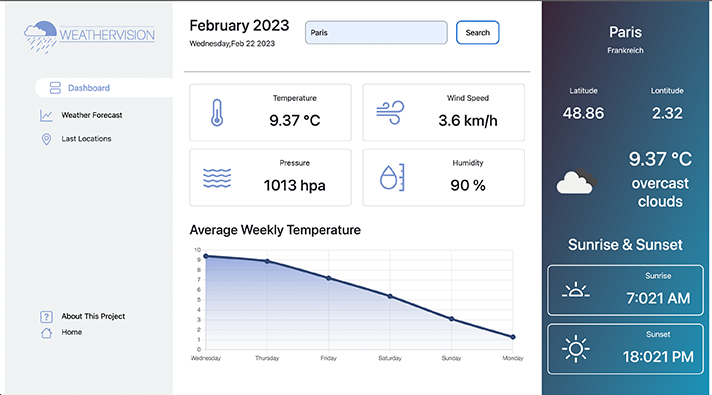 WEATHERVISION
Dashboard
Weather Forecast
Last Locations
? About This Project
Home
February 2023
Wednesday,Feb 22 2023
Paris
Search
Temperature
9.37 °C
Wind Speed
3.6 km/h
Pressure
1013 hpa
Humidity
90 %
Average Weekly Temperature
10
9
8
7
6
5
4
3
2
1
0
Wednesday Thursday Friday Saturday Sunday Monday
Paris
Frankreich
Latitude Lontitude
48.86 2.32
9.37 °C
overcast
clouds
Sunrise & Sunset
Sunrise
7:021 AM
Sunset
18:021 PM